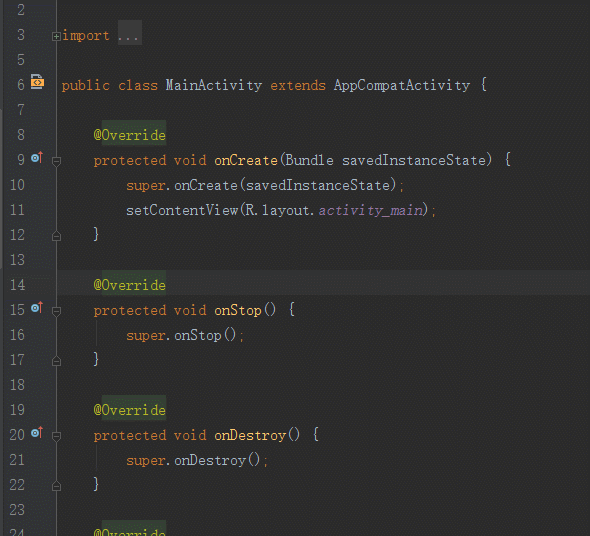 2
3 import ...
5
6 public class MainActivity extends AppCompatActivity {
7
8 @Override
9 protected void onCreate(Bundle savedInstanceState) {
10 super.onCreate(savedInstanceState);
11 setContentView(R.layout.activity_main);
12 }
13
14 @Override
15 protected void onStop() {
16 super.onStop();
17 }
18
19 @Override
20 protected void onDestroy() {
21 super.onDestroy();
22 }
23
24 @Override